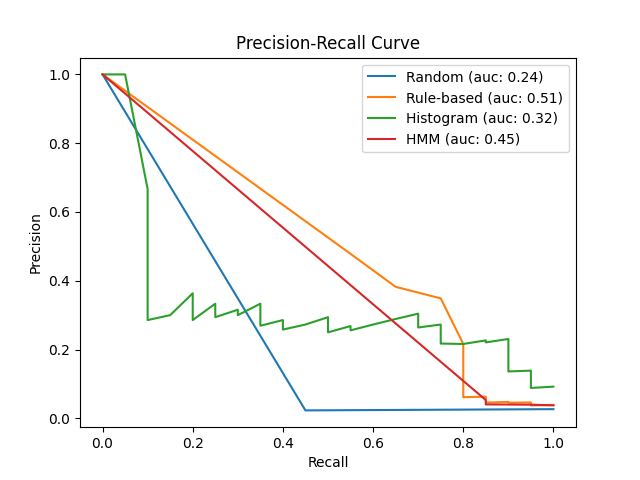 Precision-Recall Curve
Random (auc: 0.24)
Rule-based (auc: 0.51)
Histogram (auc: 0.32)
HMM (auc: 0.45)
Precision
1.0
0.8
0.6
0.4
0.2
0.0
0.0 0.2 0.4 0.6 0.8 1.0
Recall